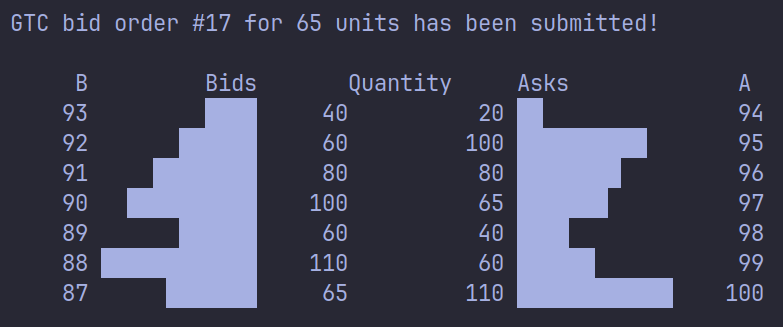 GTC bid order #17 for 65 units has been submitted!
B Bids Quantity Asks A
93 40 20 94
92 60 100 95
91 80 80 96
90 100 65 97
89 60 40 98
88 110 60 99
87 65 110 100